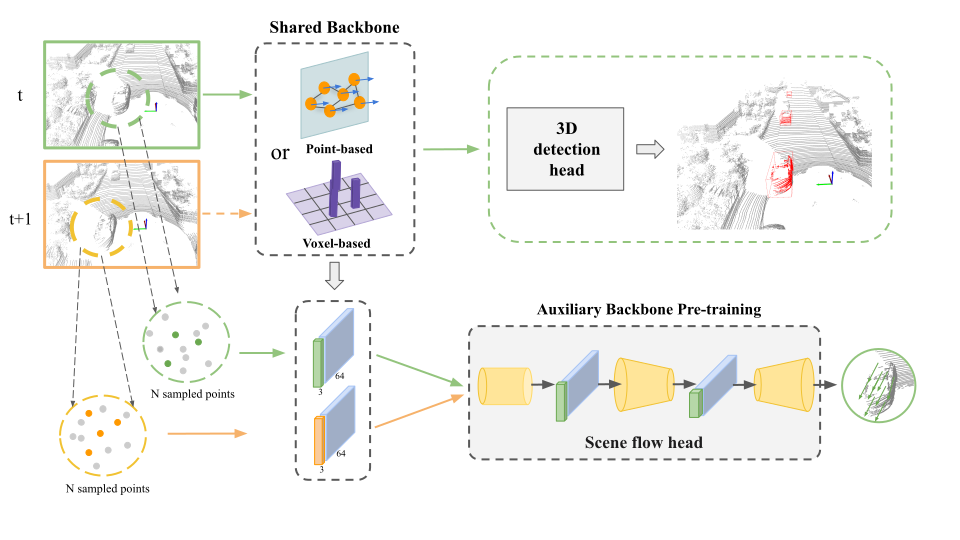 Shared Backbone
t
or
Point-based
3D
detection
head
t+1
Voxel-based
Auxiliary Backbone Pre-training
64
3
N sampled points
Scene flow head
64
3
N sampled points